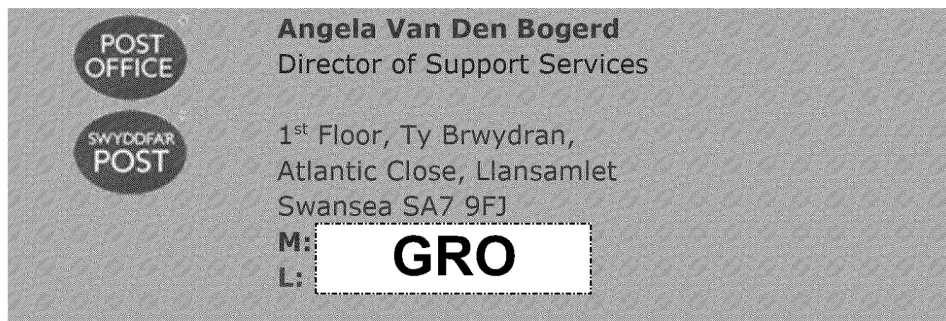 POST
OFFICE
Angela Van Den Bogerd
Director of Support Services
SWYDDFA'R
POST
1st Floor, Ty Brwydran,
Atlantic Close, Llansamlet
Swansea SA7 9FJ
M:
L:
GRO